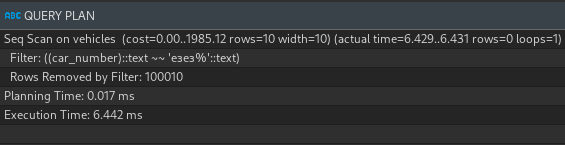 ABC QUERY PLAN
Seq Scan on vehicles  (cost=0.00..1985.12 rows=10 width=10) (actual time=6.429..6.431 rows=0 loops=1)
Filter: ((car_number)::text ~~ 'езез%'::text)
Rows Removed by Filter: 100010
Planning Time: 0.017 ms
Execution Time: 6.442 ms